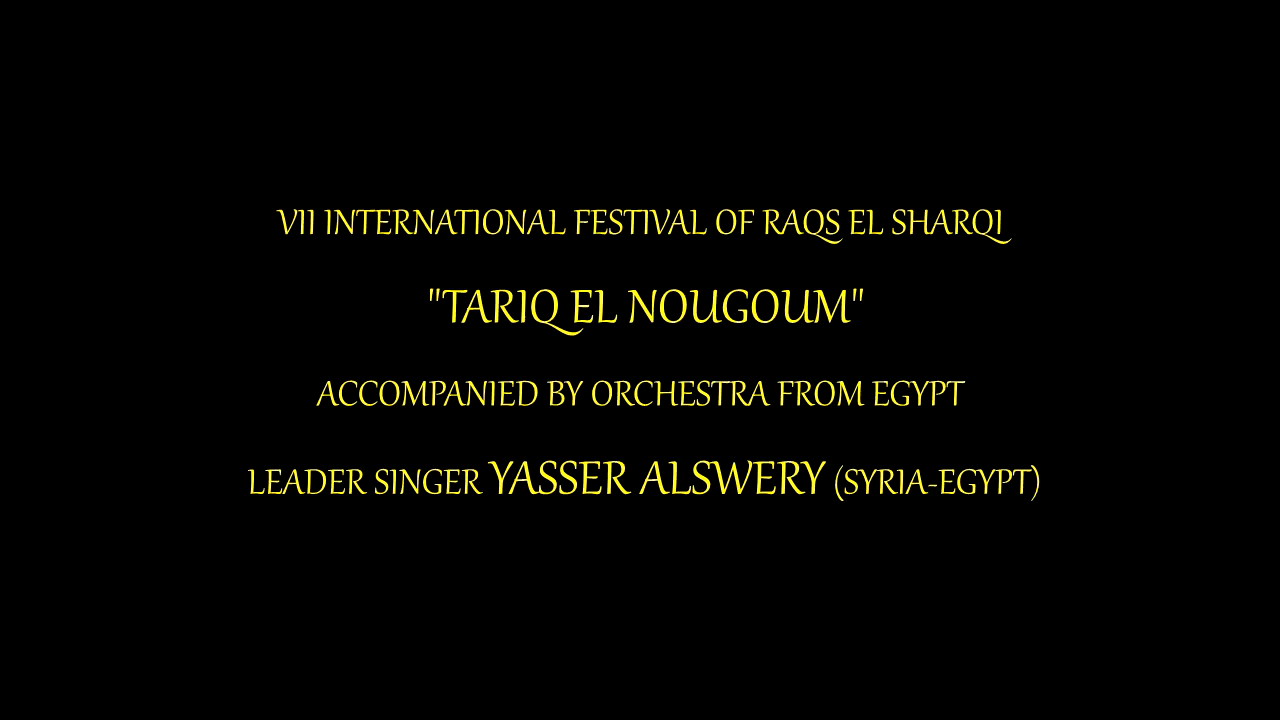 VII INTERNATIONAL FESTIVAL OF RAQS EL SHARQI
"TARIQ EL NOUGOUM"
ACCOMPANIED BY ORCHESTRA FROM EGYPT
LEADER SINGER YASSER ALSWERY (SYRIA-EGYPT)